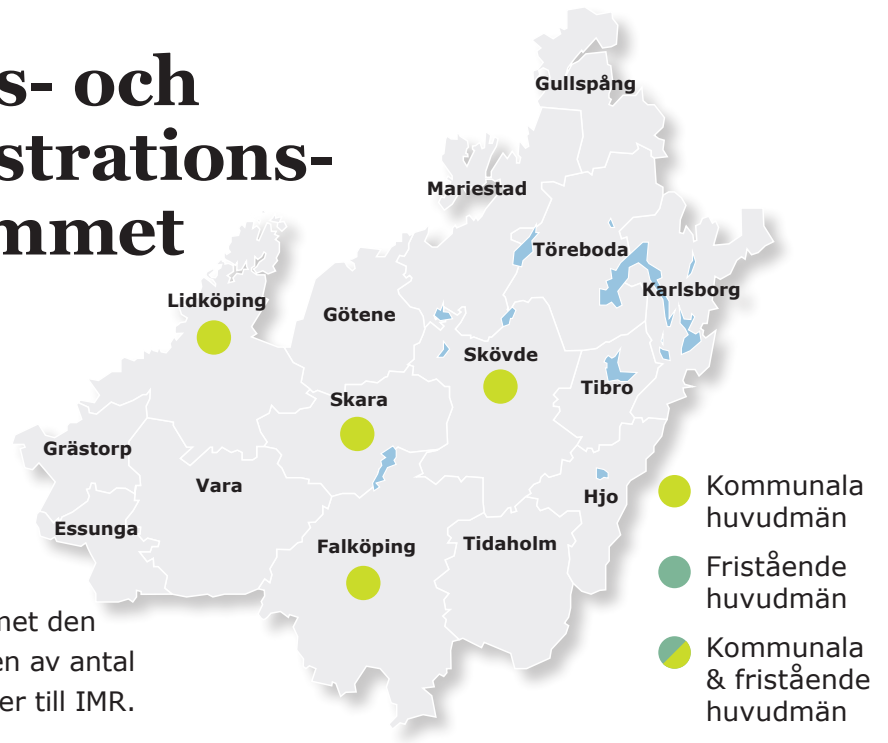 s- och
strations-
mmet
Gullspång
Mariestad
Töreboda
Karlsborg
Lidköping
Götene
Skövde
Tibro
Skara
Grästorp
Vara
Hjo
Essunga
Falköping
Tidaholm
Kommunala
huvudmän
Fristående
huvudmän
Kommunala
& fristående
huvudmän
net den
en av antal
er till IMR.